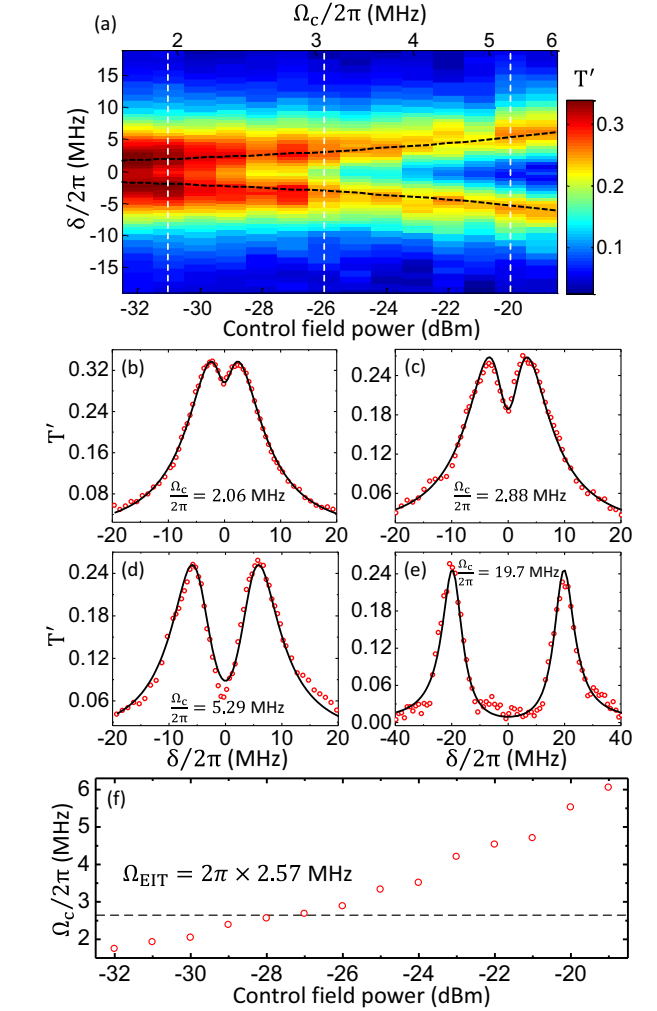 (a)
Ω_c/2π (MHz)
2 3 4 5 6
δ/2π (MHz)
15
10
5
0
-5
-10
-15
-32 -30 -28 -26 -24 -22 -20
Control field power (dBm)
T′
0.3
0.2
0.1
(b)
T′
0.32
0.24
0.16
0.08
Ω_c/2π = 2.06 MHz
-20 -10 0 10 20
(c)
0.24
0.18
0.12
0.06
Ω_c/2π = 2.88 MHz
-20 -10 0 10 20
(d)
T′
0.24
0.18
0.12
0.06
Ω_c/2π = 5.29 MHz
-20 -10 0 10 20
δ/2π (MHz)
(e)
Ω_c/2π = 19.7 MHz
0.24
0.18
0.12
0.06
0.00
-40 -20 0 20 40
δ/2π (MHz)
(f)
Ω_c/2π (MHz)
6
5
4
3
2
Ω_EIT = 2π × 2.57 MHz
-32 -30 -28 -26 -24 -22 -20
Control field power (dBm)